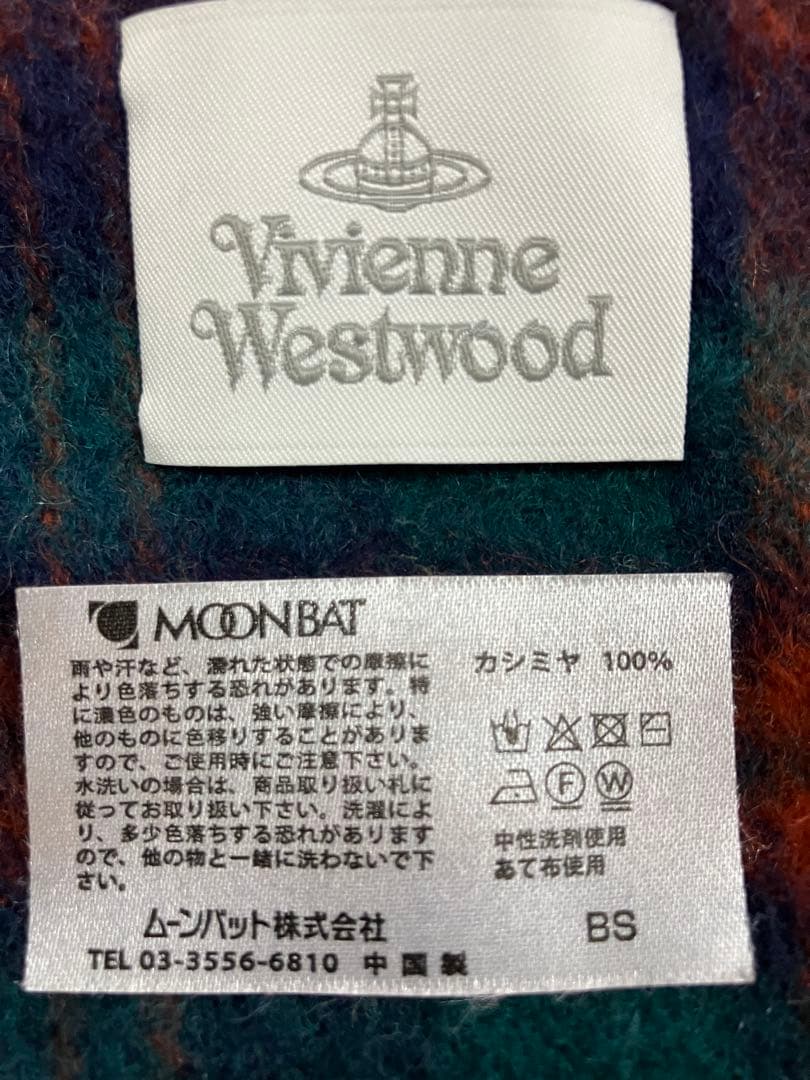 Vivienne
Westwood
MOONBAT
雨や汗など、濡れた状態での摩擦に
より色落ちする恐れがあります。特
に濃色のものは、強い摩擦により、
他のものに色移りすることがありま
すので、ご使用時にご注意下さい。
水洗いの場合は、商品取り扱い札に
従ってお取り扱い下さい。洗濯によ
り、多少色落ちする恐れがあります
ので、他の物と一緒に洗わないで下
さい。
カシミヤ 100%
F W
中性洗剤使用
あて布使用
ムーンバット株式会社
BS
TEL 03-3556-6810 中国製